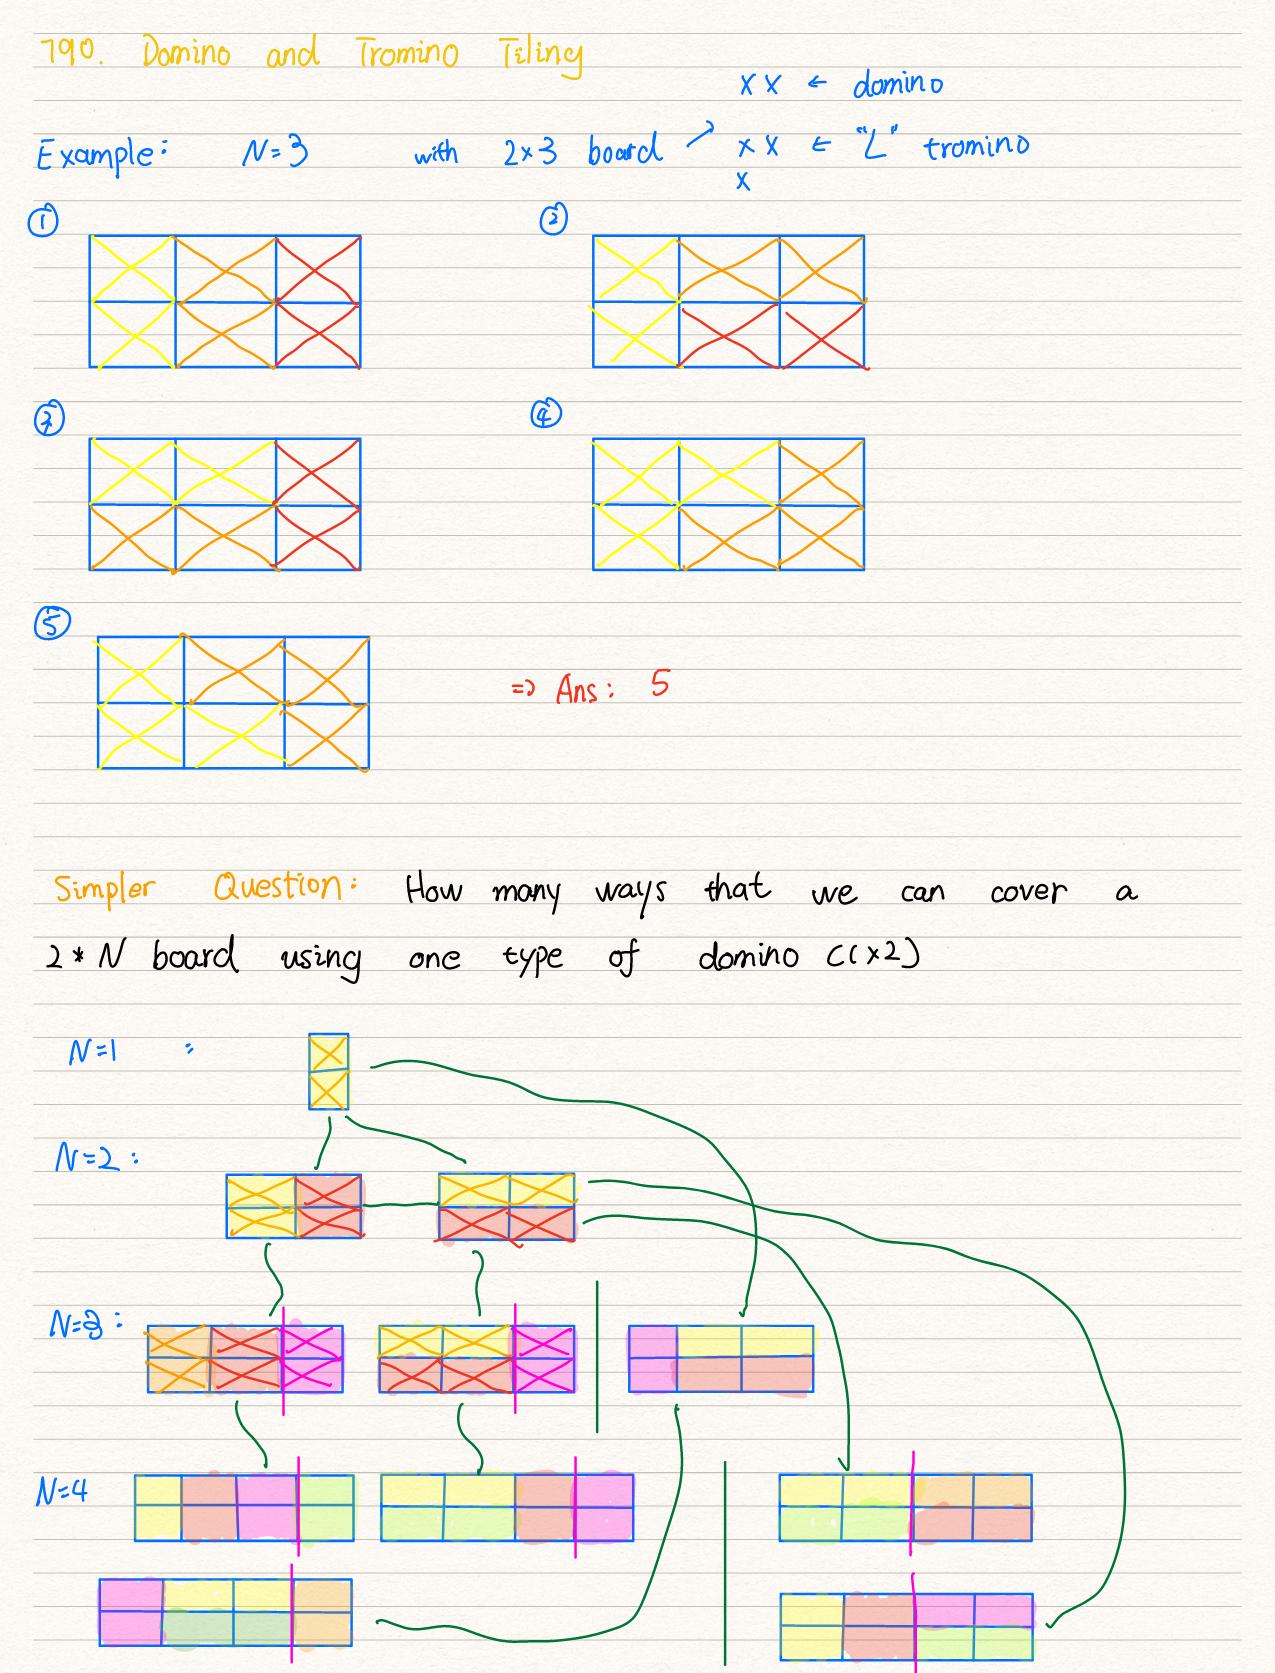 790. Domino and Tromino Tiling
x x ← domino
Example: N=3 with 2×3 board ↗ x x ← "L" tromino
x
① ②
③ ④
⑤
⇒ Ans: 5
Simpler Question: How many ways that we can cover a
2 * N board using one type of domino (1×2)
N=1 :
N=2 :
N=3 :
N=4